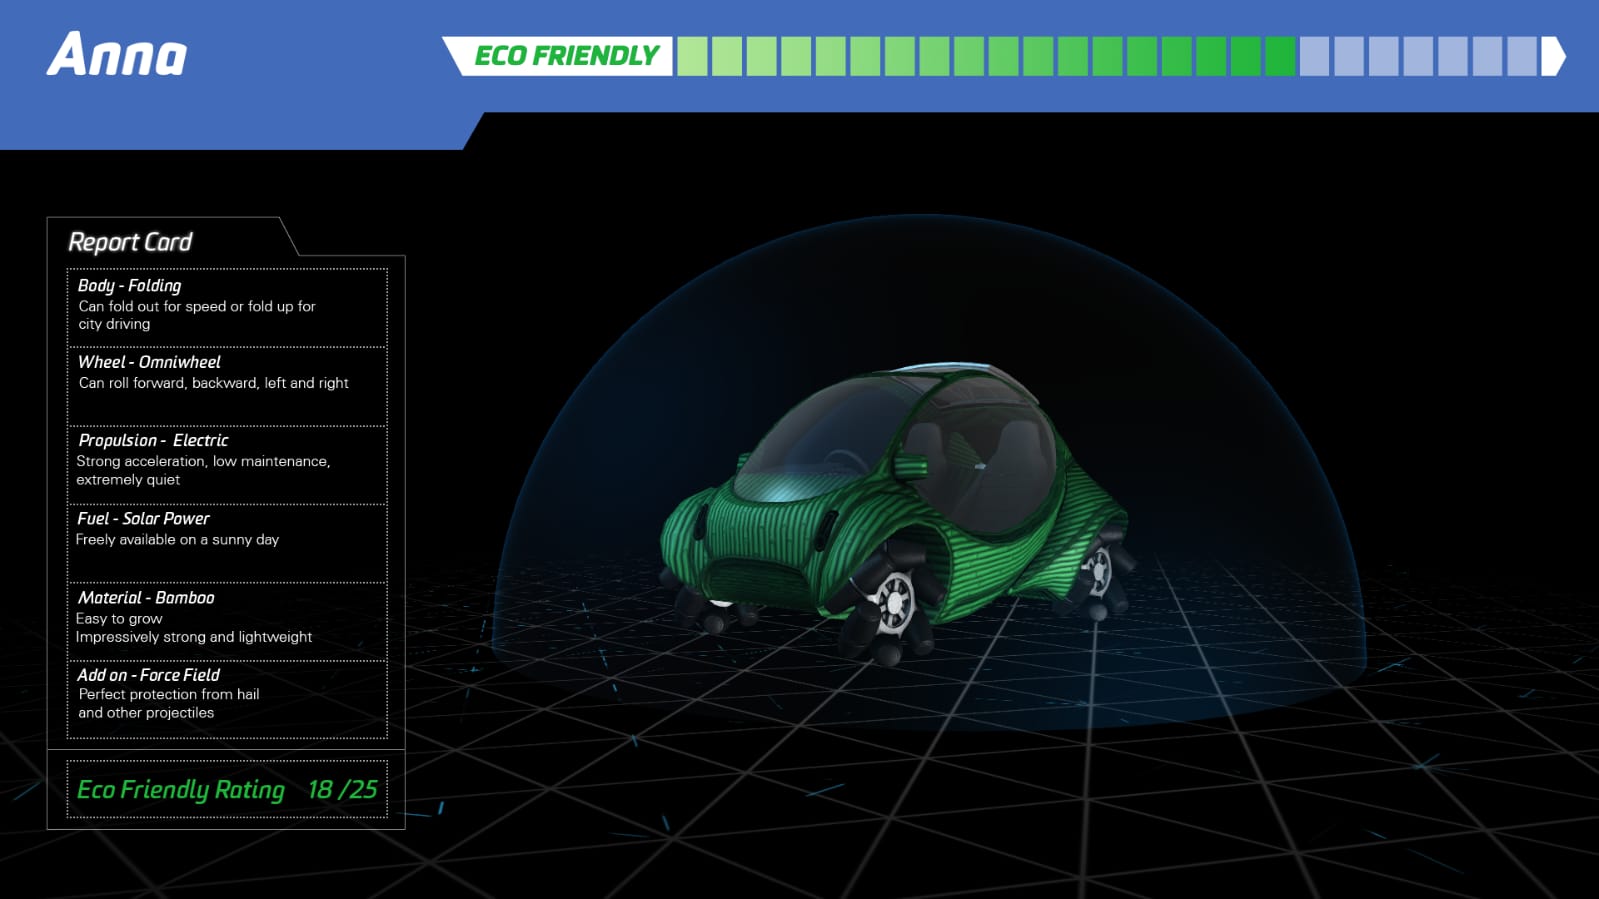 Anna
ECO FRIENDLY
Report Card
Body - Folding
Can fold out for speed or fold up for
city driving
Wheel - Omniwheel
Can roll forward, backward, left and right
Propulsion - Electric
Strong acceleration, low maintenance,
extremely quiet
Fuel - Solar Power
Freely available on a sunny day
Material - Bamboo
Easy to grow
Impressively strong and lightweight
Add on - Force Field
Perfect protection from hail
and other projectiles
Eco Friendly Rating 18 /25